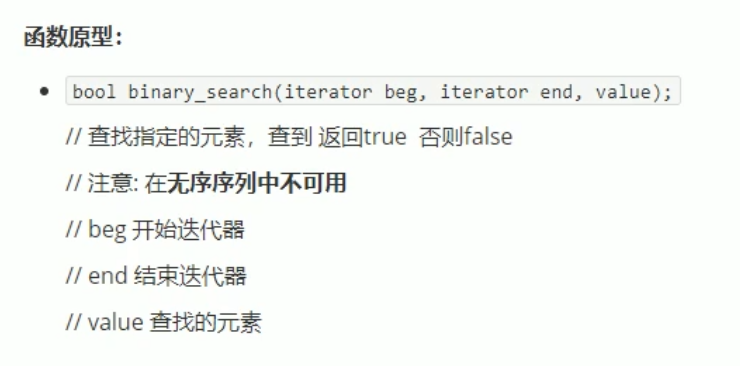 函数原型：
bool binary_search(iterator beg, iterator end, value);
// 查找指定的元素，查到 返回true 否则false
// 注意: 在无序序列中不可用
// beg 开始迭代器
// end 结束迭代器
// value 查找的元素